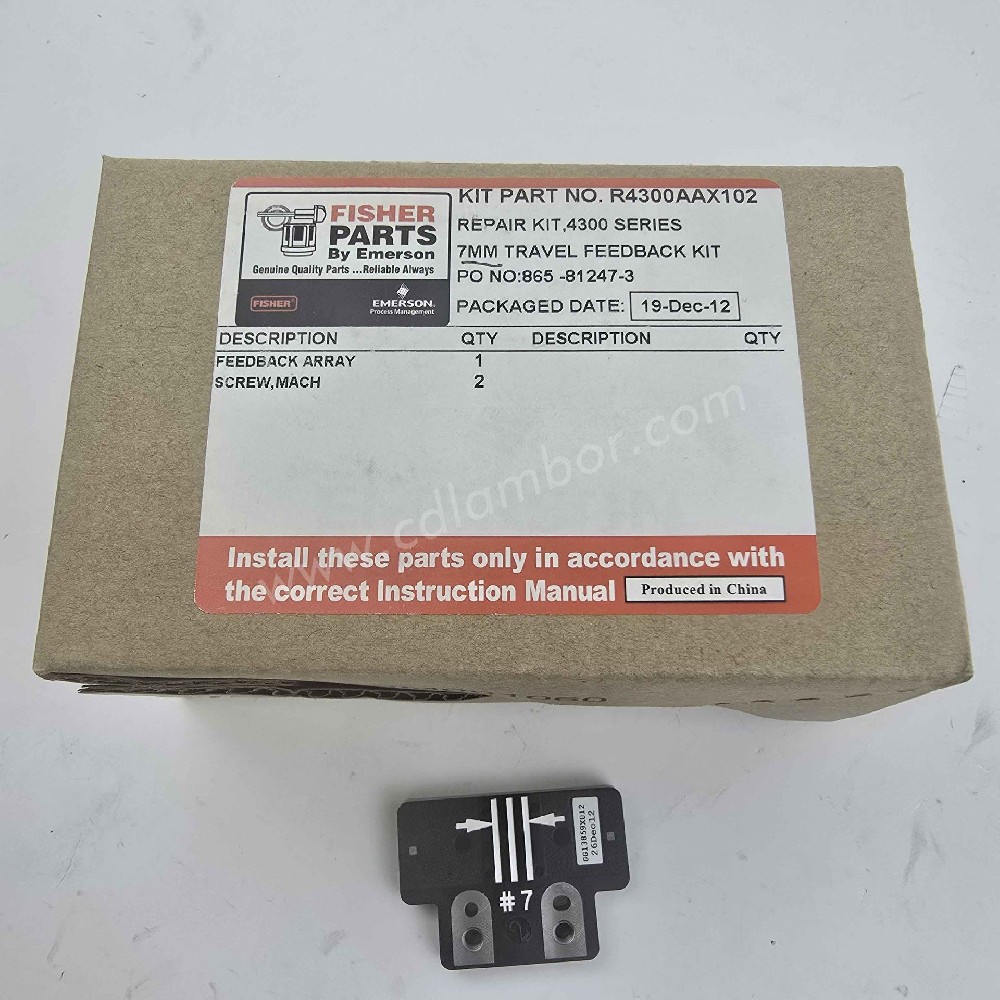 FISHER
PARTS
By Emerson
Genuine Quality Parts ...Reliable Always
FISHER
EMERSON
Process Management
KIT PART NO. R4300AAX102
REPAIR KIT,4300 SERIES
7MM TRAVEL FEEDBACK KIT
PO NO:865 -81247-3
PACKAGED DATE: 19-Dec-12
DESCRIPTION QTY DESCRIPTION QTY
FEEDBACK ARRAY 1
SCREW,MACH 2
www.cdlambor.com
Install these parts only in accordance with
the correct Instruction Manual Produced in China
GG13859X012
26Dec12
#7